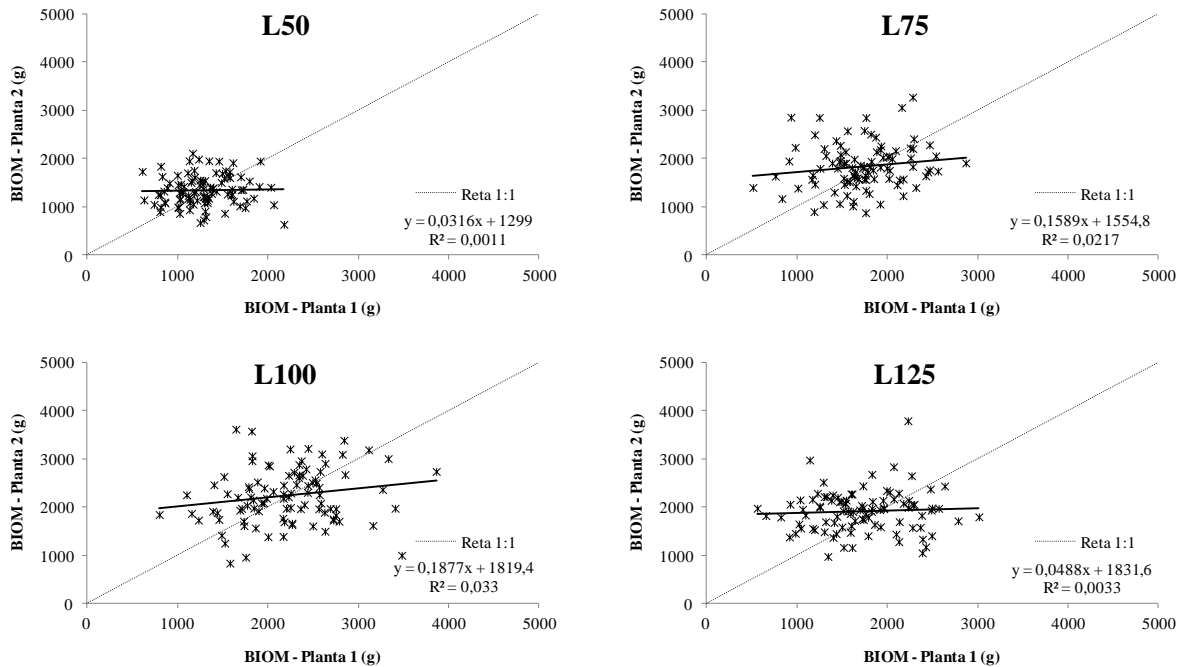 L50
BIOM - Planta 2 (g)
5000
4000
3000
2000
1000
0
Reta 1:1
y = 0,0316x + 1299
R² = 0,0011
0 1000 2000 3000 4000 5000
BIOM - Planta 1 (g)
L75
BIOM - Planta 2 (g)
5000
4000
3000
2000
1000
0
Reta 1:1
y = 0,1589x + 1554,8
R² = 0,0217
0 1000 2000 3000 4000 5000
BIOM - Planta 1 (g)
L100
BIOM - Planta 2 (g)
5000
4000
3000
2000
1000
0
Reta 1:1
y = 0,1877x + 1819,4
R² = 0,033
0 1000 2000 3000 4000 5000
BIOM - Planta 1 (g)
L125
BIOM - Planta 2 (g)
5000
4000
3000
2000
1000
0
Reta 1:1
y = 0,0488x + 1831,6
R² = 0,0033
0 1000 2000 3000 4000 5000
BIOM - Planta 1 (g)